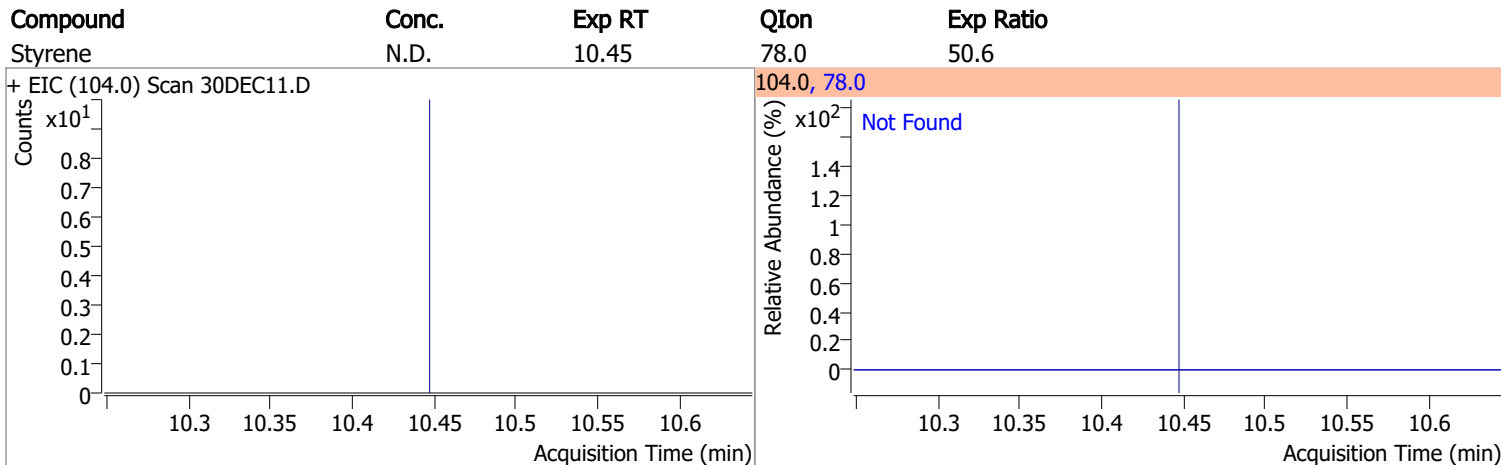 Compound Conc. Exp RT QIon Exp Ratio
Styrene N.D. 10.45 78.0 50.6
+ EIC (104.0) Scan 30DEC11.D
Counts
x10¹
0.8
0.7
0.6
0.5
0.4
0.3
0.2
0.1
0
10.3 10.35 10.4 10.45 10.5 10.55 10.6
Acquisition Time (min)
104.0, 78.0
Relative Abundance (%)
x10²
Not Found
1.4
1.2
1
0.8
0.6
0.4
0.2
0
10.3 10.35 10.4 10.45 10.5 10.55 10.6
Acquisition Time (min)